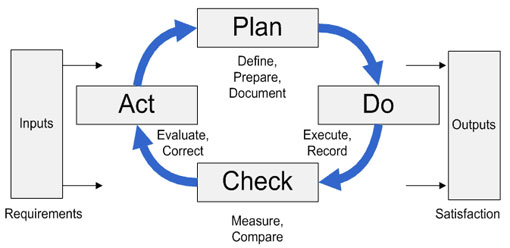 Plan
Define,
Prepare,
Document
Inputs
Act
Do
Outputs
Evaluate,
Correct
Execute,
Record
Check
Requirements
Satisfaction
Measure,
Compare